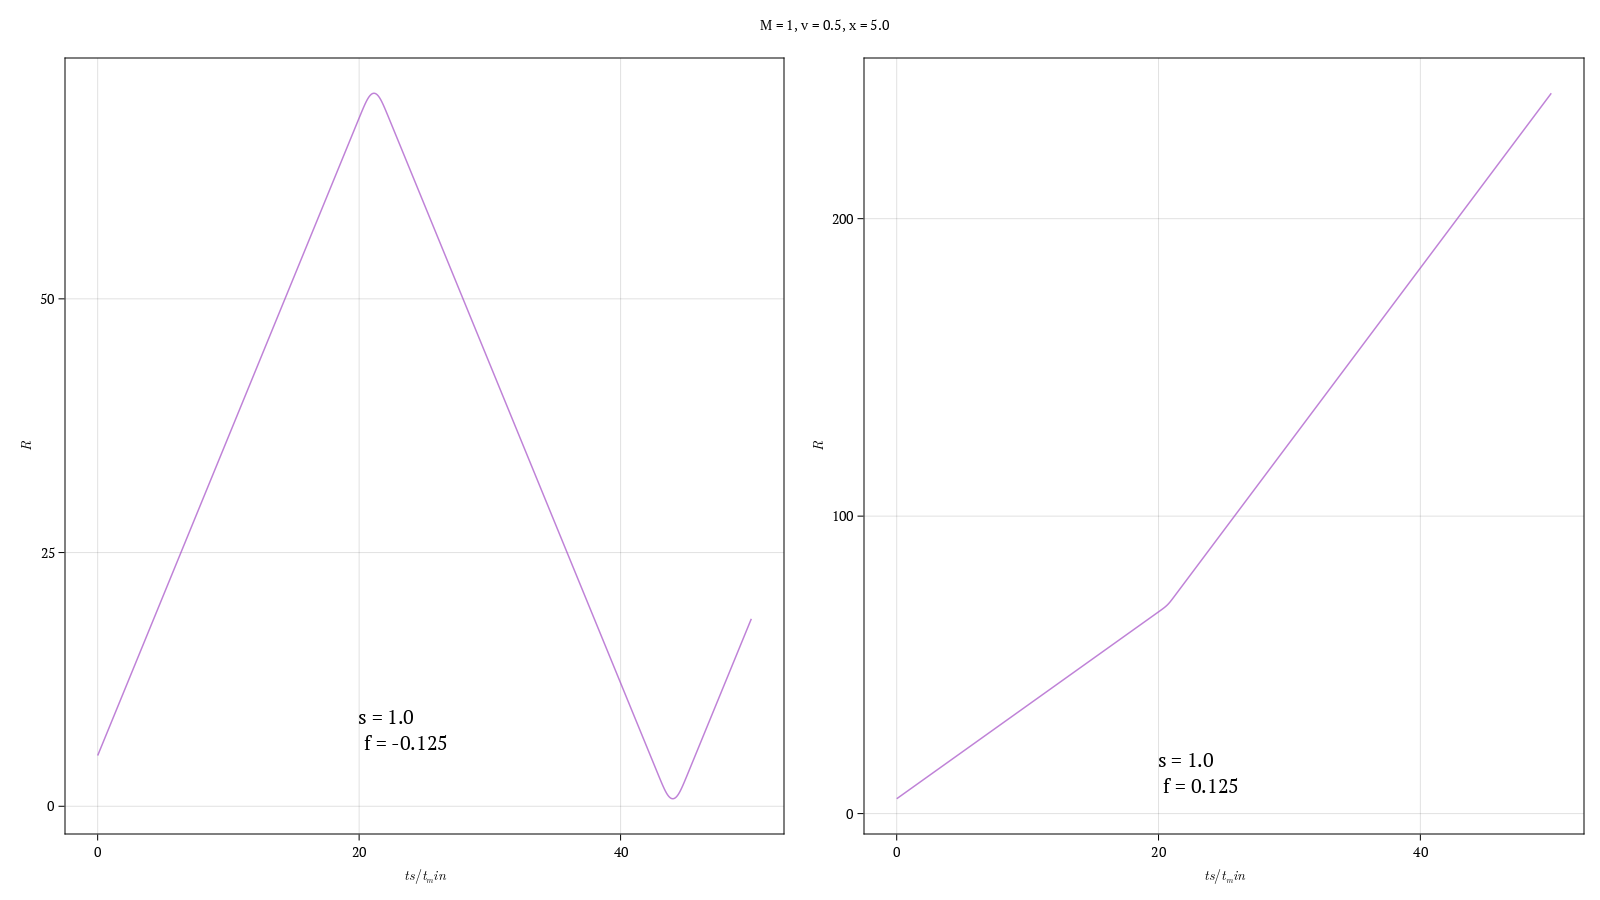 M = 1, v = 0.5, x = 5.0
R
50
25
0
s = 1.0
f = -0.125
0
20
40
ts/t_min
R
200
100
0
s = 1.0
f = 0.125
0
20
40
ts/t_min